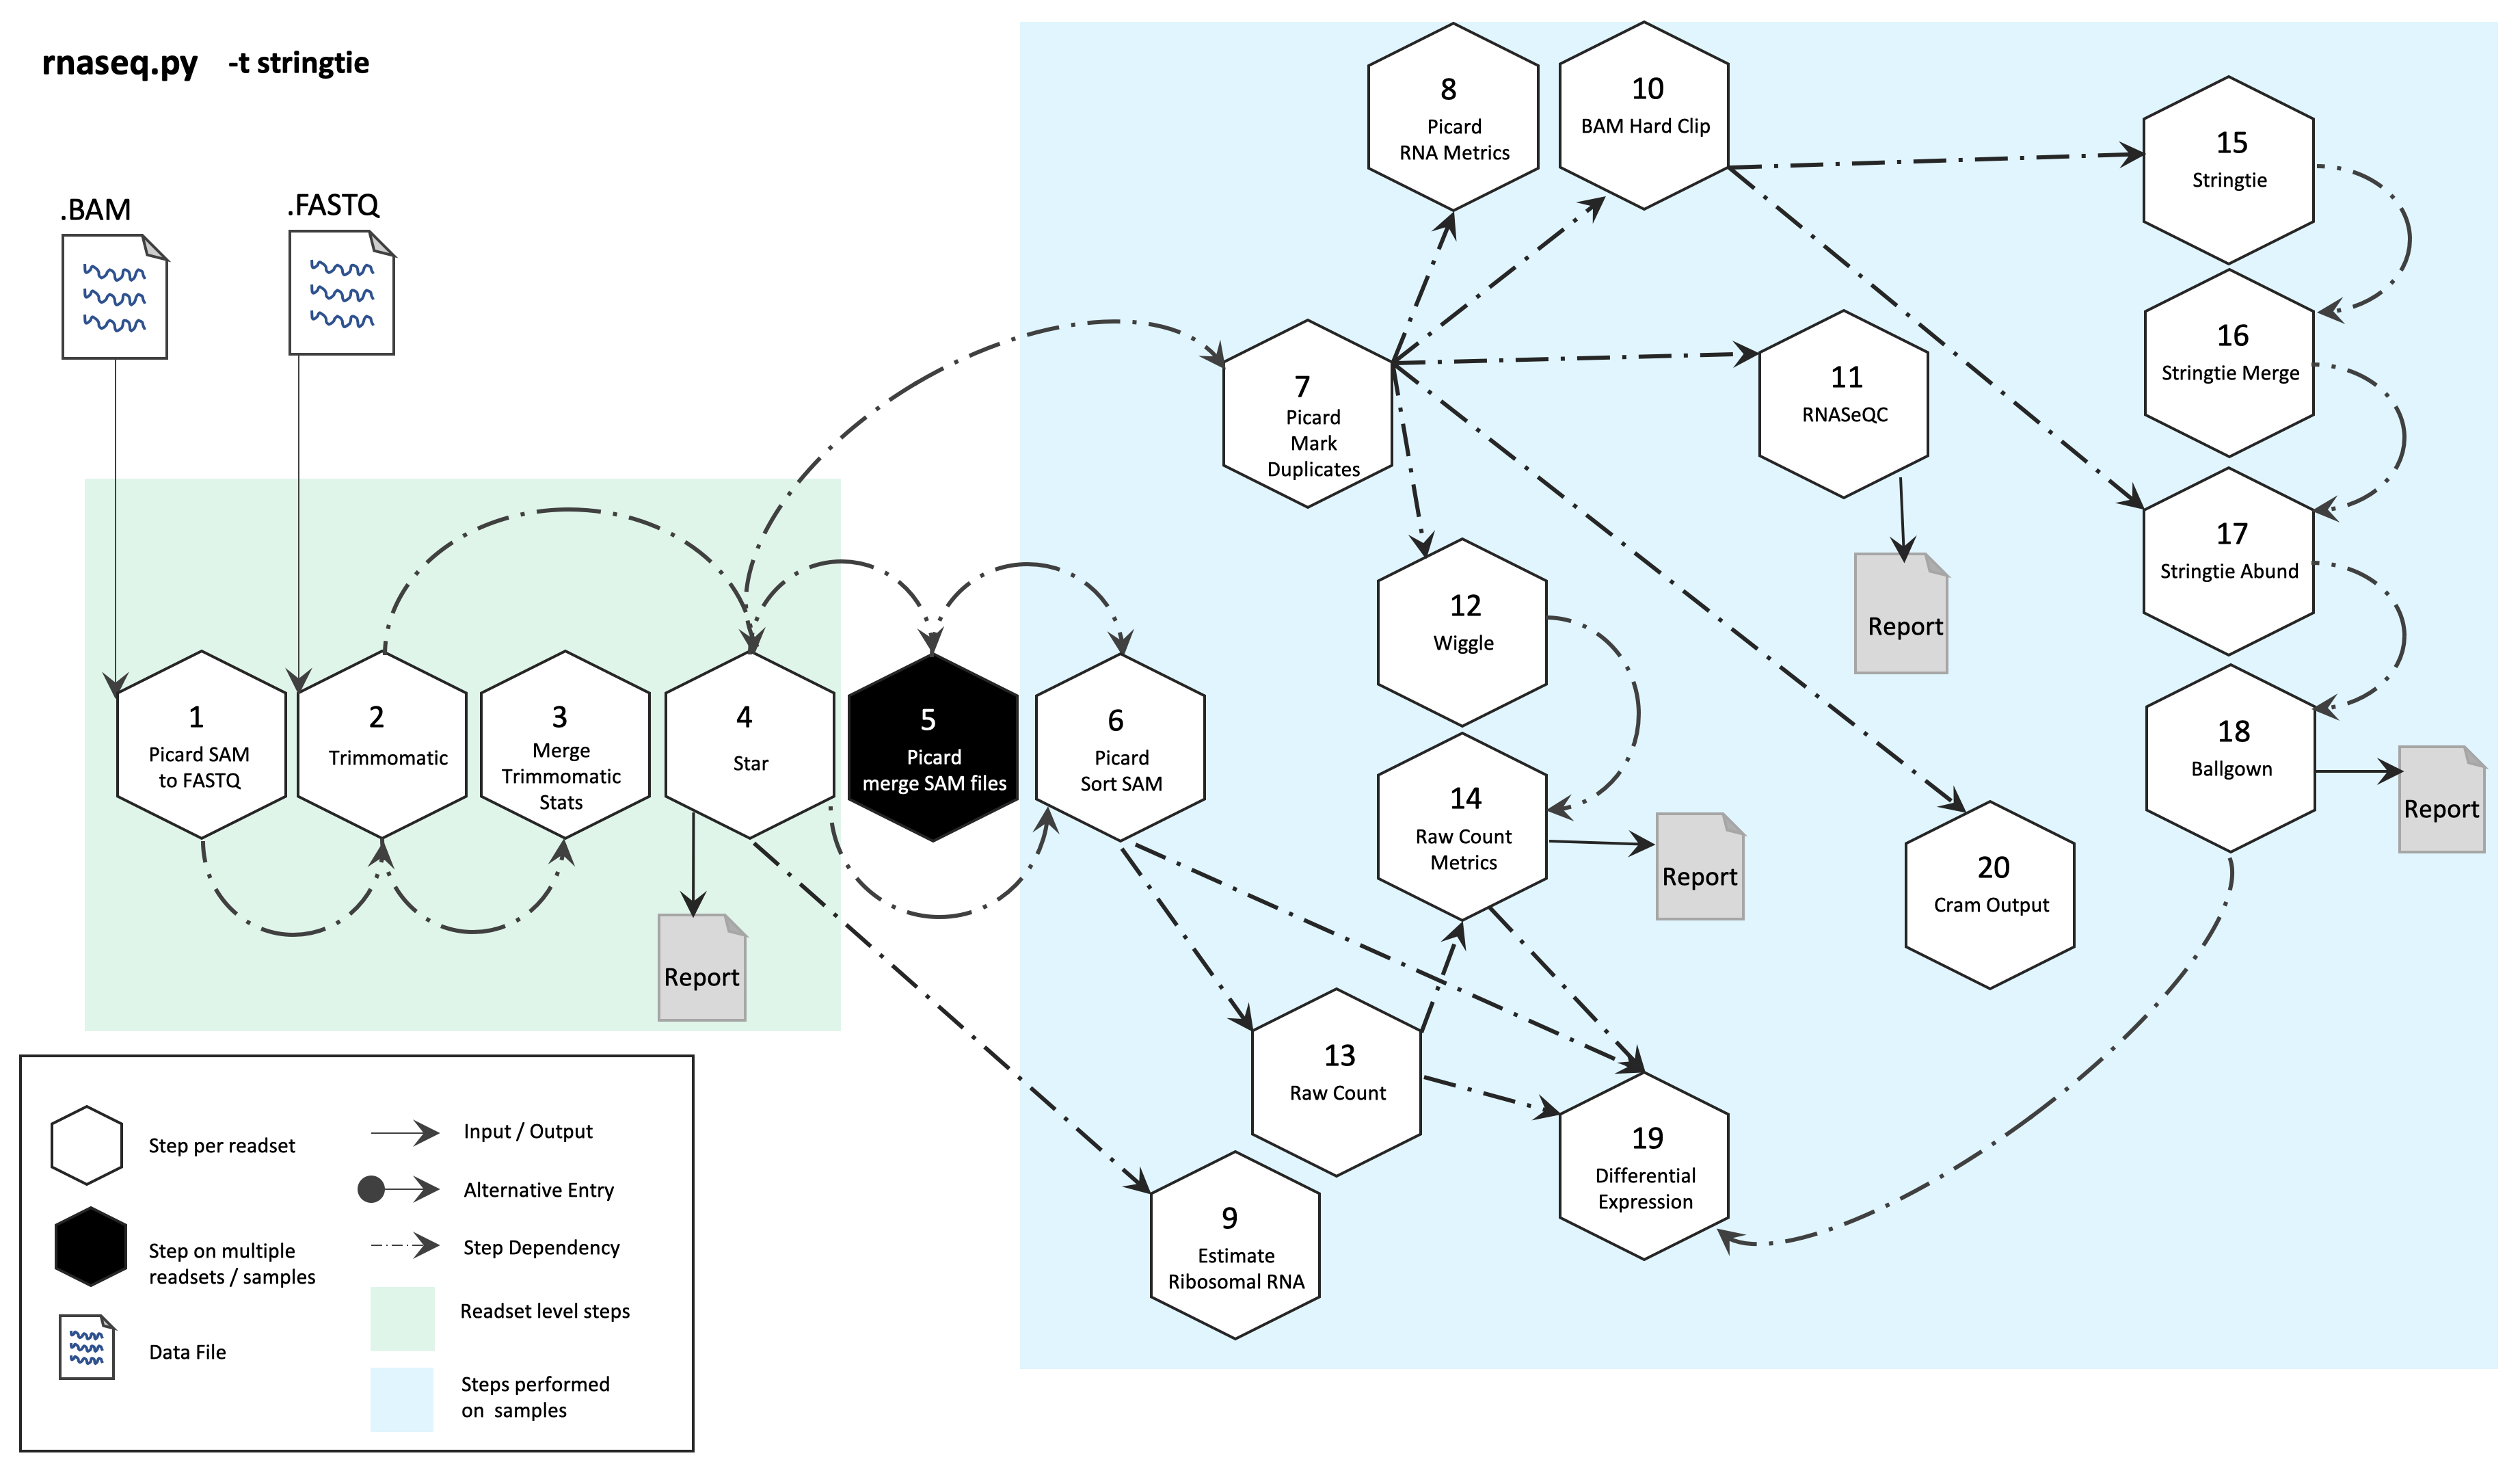 rnaseq.py -t stringtie
.BAM
.FASTQ
1
Picard SAM
to FASTQ
2
Trimmomatic
3
Merge
Trimmomatic
Stats
4
Star
Report
5
Picard
merge SAM files
6
Picard
Sort SAM
7
Picard
Mark
Duplicates
8
Picard
RNA Metrics
9
Estimate
Ribosomal RNA
10
BAM Hard Clip
11
RNASeQC
Report
12
Wiggle
13
Raw Count
14
Raw Count
Metrics
Report
15
Stringtie
16
Stringtie Merge
17
Stringtie Abund
18
Ballgown
Report
19
Differential
Expression
20
Cram Output
Step per readset
Step on multiple
readsets / samples
Data File
Input / Output
Alternative Entry
Step Dependency
Readset level steps
Steps performed
on samples